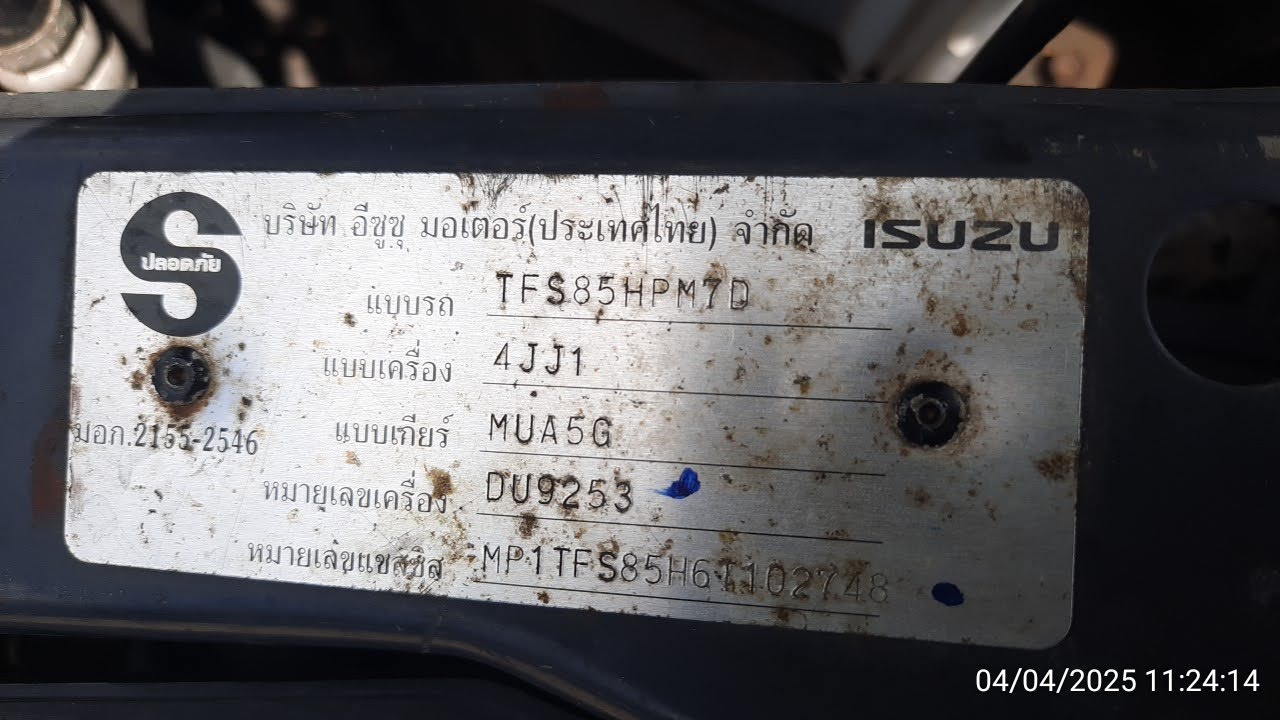 บริษัท อีซูซุ มอเตอร์(ประเทศไทย) จำกัด ISUZU
ปลอดภัย
แบบรถ TFS85HPM7D
แบบเครื่อง 4JJ1
แบบเกียร์ MUA5G
มอก.2155-2546
หมายเลขเครื่อง DU9253
หมายเลขแชสซีส MP1TFS85H6T102748
04/04/2025 11:24:14